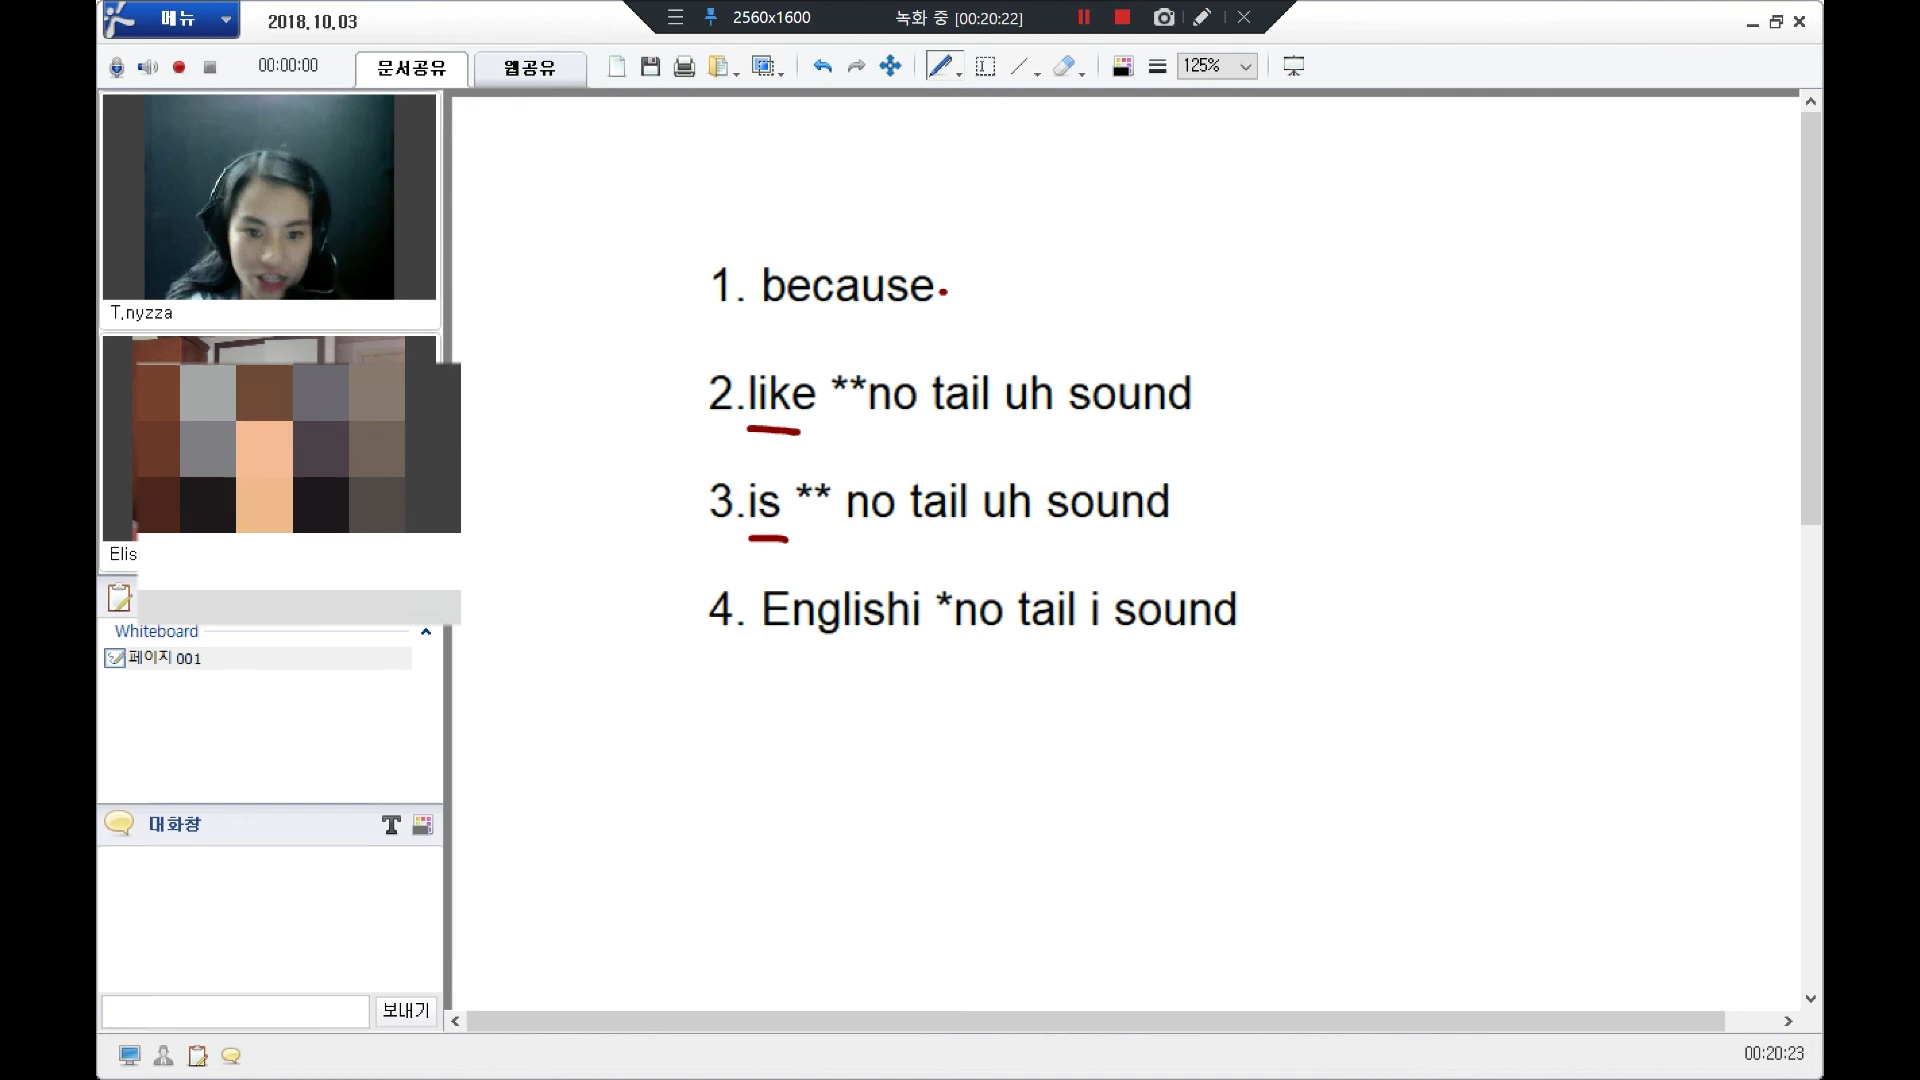 메뉴 2018.10.03 2560x1600 녹화 중 [00:20:22]
00:00:00 문서공유 웹공유 125%
T.nyzza
Elis
Whiteboard
페이지 001
대화창
보내기
1. because
2.like **no tail uh sound
3.is ** no tail uh sound
4. Englishi *no tail i sound
00:20:23